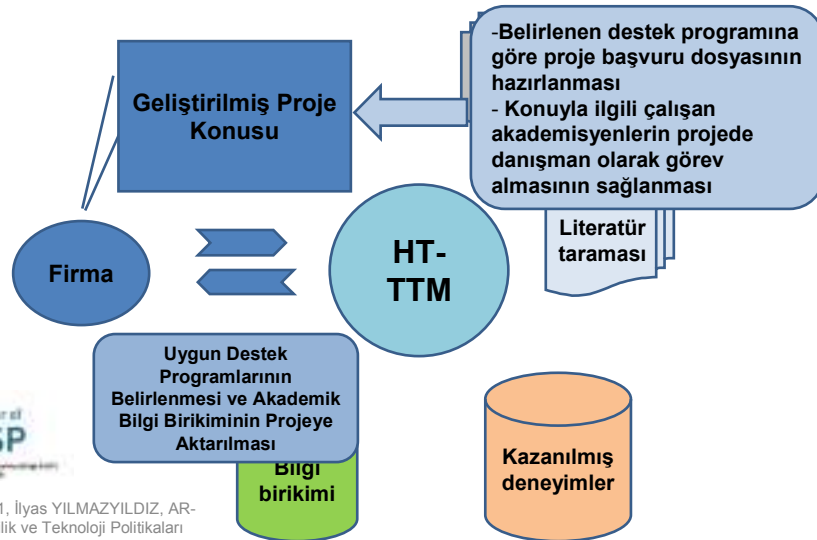 -Belirlenen destek programına
göre proje başvuru dosyasının
hazırlanması
- Konuyla ilgili çalışan
akademisyenlerin projede
danışman olarak görev
almasının sağlanması
Geliştirilmiş Proje
Konusu
Literatür
taraması
HT-
TTM
Firma
Uygun Destek
Programlarının
Belirlenmesi ve Akademik
Bilgi Birikiminin Projeye
Aktarılması
Bilgi
birikimi
Kazanılmış
deneyimler
SP
1, İlyas YILMAZYILDIZ, AR-
lik ve Teknoloji Politikaları